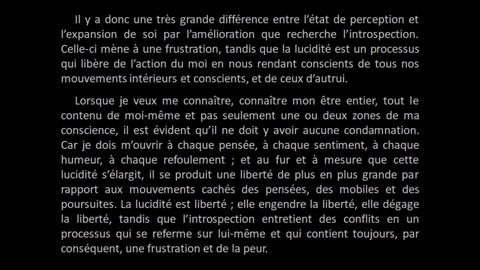 Il y a donc une très grande différence entre l'état de perception et
l'expansion de soi par l'amélioration que recherche l'introspection.
Celle-ci mène à une frustration, tandis que la lucidité est un processus
qui libère de l'action du moi en nous rendant conscients de tous nos
mouvements intérieurs et conscients, et de ceux d'autrui.
Lorsque je veux me connaître, connaître mon être entier, tout le
contenu de moi-même et pas seulement une ou deux zones de ma
conscience, il est évident qu'il ne doit y avoir aucune condamnation.
Car je dois m'ouvrir à chaque pensée, à chaque sentiment, à chaque
humeur, à chaque refoulement ; et au fur et à mesure que cette
lucidité s'élargit, il se produit une liberté de plus en plus grande par
rapport aux mouvements cachés des pensées, des mobiles et des
poursuites. La lucidité est liberté ; elle engendre la liberté, elle dégage
la liberté, tandis que l'introspection entretient des conflits en un
processus qui se referme sur lui-même et qui contient toujours, par
conséquent, une frustration et de la peur.